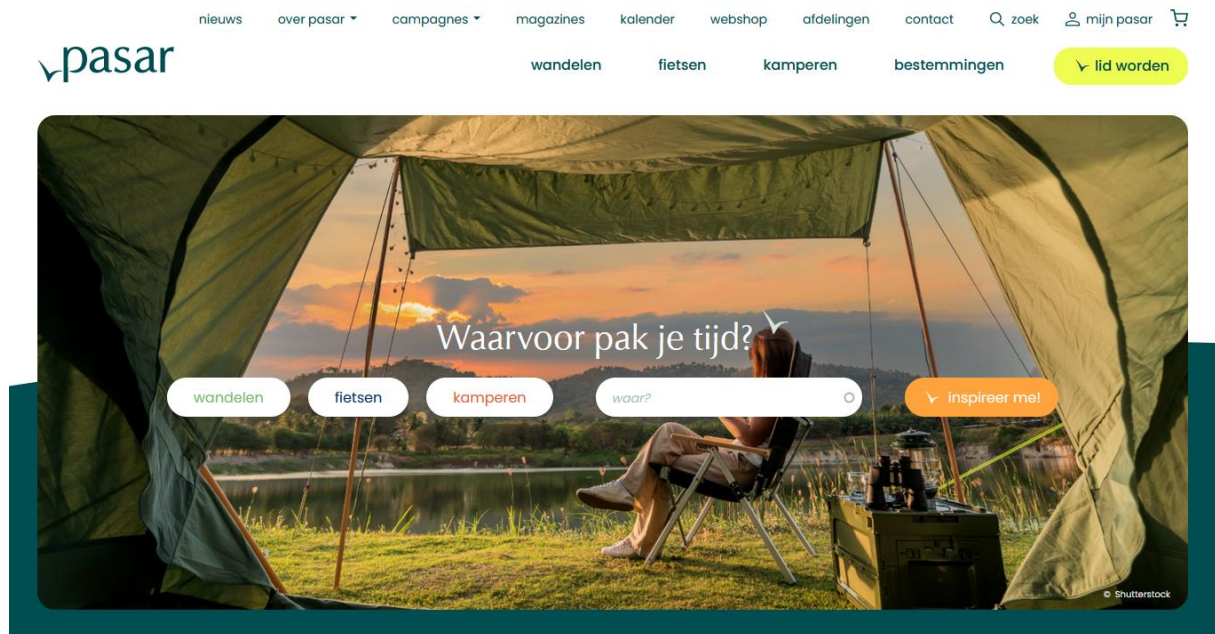 nieuws over pasar campagnes magazines kalender webshop afdelingen contact zoek mijn pasar
pasar
wandelen fietsen kamperen bestemmingen lid worden
Waarvoor pak je tijd?
wandelen fietsen kamperen waar? inspireer me!
© Shutterstock